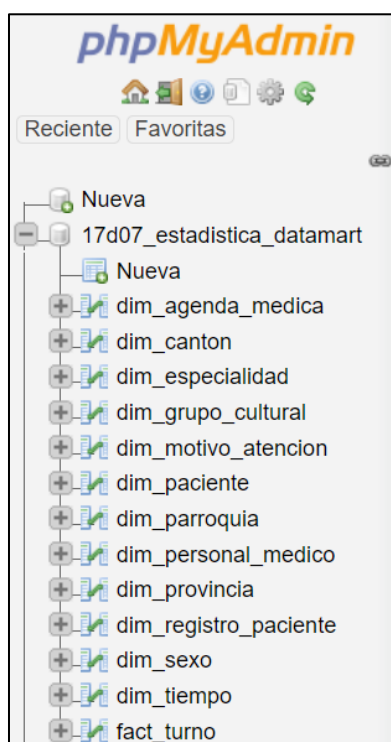 phpMyAdmin
Reciente Favoritas
Nueva
17d07_estadistica_datamart
Nueva
dim_agenda_medica
dim_canton
dim_especialidad
dim_grupo_cultural
dim_motivo_atencion
dim_paciente
dim_parroquia
dim_personal_medico
dim_provincia
dim_registro_paciente
dim_sexo
dim_tiempo
fact_turno